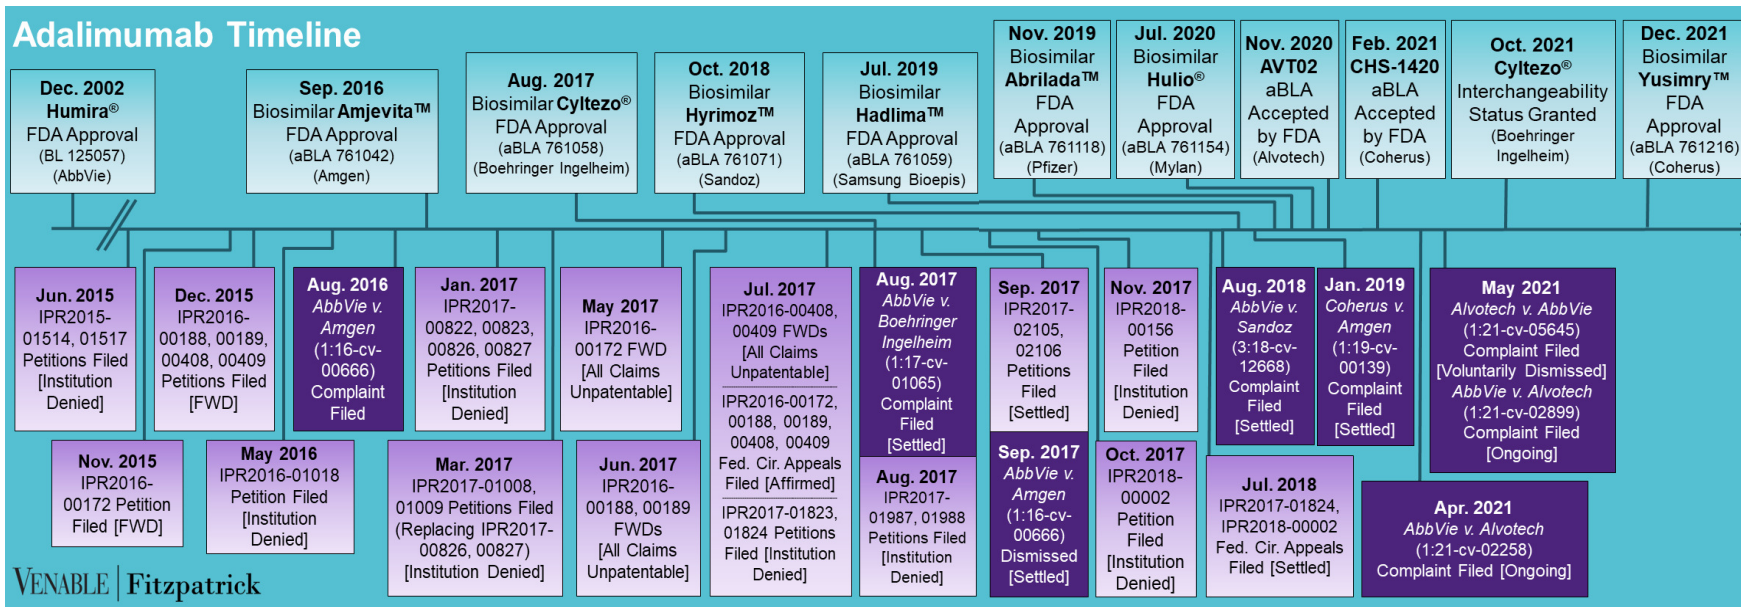 Adalimumab Timeline
Dec. 2002
Humira®
FDA Approval
(BL 125057)
(AbbVie)
Sep. 2016
Biosimilar Amjevita™
FDA Approval
(aBLA 761042)
(Amgen)
Aug. 2017
Biosimilar Cyltezo®
FDA Approval
(aBLA 761058)
(Boehringer Ingelheim)
Oct. 2018
Biosimilar
Hyrimoz™
FDA Approval
(aBLA 761071)
(Sandoz)
Jul. 2019
Biosimilar
Hadlima™
FDA Approval
(aBLA 761059)
(Samsung Bioepis)
Nov. 2019
Biosimilar
Abrilada™
FDA
Approval
(aBLA 761118)
(Pfizer)
Jul. 2020
Biosimilar
Hulio®
FDA
Approval
(aBLA 761154)
(Mylan)
Nov. 2020
AVT02
aBLA
Accepted
by FDA
(Alvotech)
Feb. 2021
CHS-1420
aBLA
Accepted
by FDA
(Coherus)
Oct. 2021
Cyltezo®
Interchangeability
Status Granted
(Boehringer
Ingelheim)
Dec. 2021
Biosimilar
Yusimry™
FDA
Approval
(aBLA 761216)
(Coherus)
Jun. 2015
IPR2015-
01514, 01517
Petitions Filed
[Institution
Denied]
Nov. 2015
IPR2016-
00172 Petition
Filed [FWD]
Dec. 2015
IPR2016-
00188, 00189,
00408, 00409
Petitions Filed
[FWD]
May 2016
IPR2016-01018
Petition Filed
[Institution
Denied]
Aug. 2016
AbbVie v.
Amgen
(1:16-cv-
00666)
Complaint
Filed
Jan. 2017
IPR2017-
00822, 00823,
00826, 00827
Petitions Filed
[Institution
Denied]
Mar. 2017
IPR2017-01008,
01009 Petitions Filed
(Replacing IPR2017-
00826, 00827)
[Institution Denied]
May 2017
IPR2016-
00172 FWD
[All Claims
Unpatentable]
Jun. 2017
IPR2016-
00188, 00189
FWDs
[All Claims
Unpatentable]
Jul. 2017
IPR2016-00408,
00409 FWDs
[All Claims
Unpatentable]
IPR2016-00172,
00188, 00189,
00408, 00409
Fed. Cir. Appeals
Filed [Affirmed]
IPR2017-01823,
01824 Petitions
Filed [Institution
Denied]
Aug. 2017
AbbVie v.
Boehringer
Ingelheim
(1:17-cv-
01065)
Complaint
Filed
[Settled]
Aug. 2017
IPR2017-
01987, 01988
Petitions Filed
[Institution
Denied]
Sep. 2017
IPR2017-
02105,
02106
Petitions
Filed
[Settled]
Sep. 2017
AbbVie v.
Amgen
(1:16-cv-
00666)
Dismissed
[Settled]
Nov. 2017
IPR2018-
00156
Petition
Filed
[Institution
Denied]
Oct. 2017
IPR2018-
00002
Petition
Filed
[Institution
Denied]
Aug. 2018
AbbVie v.
Sandoz
(3:18-cv-
12668)
Complaint
Filed
[Settled]
Jul. 2018
IPR2017-01824,
IPR2018-00002
Fed. Cir. Appeals
Filed [Settled]
Jan. 2019
Coherus v.
Amgen
(1:19-cv-
00139)
Complaint
Filed
[Settled]
May 2021
Alvotech v. AbbVie
(1:21-cv-05645)
Complaint Filed
[Voluntarily Dismissed]
AbbVie v. Alvotech
(1:21-cv-02899)
Complaint Filed
[Ongoing]
Apr. 2021
AbbVie v. Alvotech
(1:21-cv-02258)
Complaint Filed [Ongoing]
VENABLE | Fitzpatrick